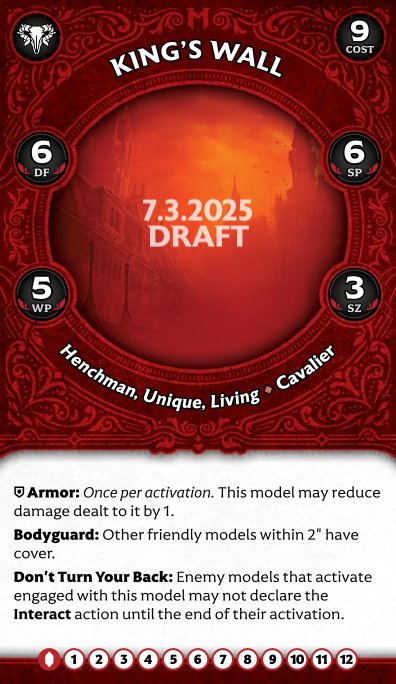 KING'S WALL
9
COST
6
DF
6
SP
7.3.2025
DRAFT
5
WP
3
SZ
Henchman, Unique, Living ♦ Cavalier
Armor: Once per activation. This model may reduce
damage dealt to it by 1.
Bodyguard: Other friendly models within 2" have
cover.
Don't Turn Your Back: Enemy models that activate
engaged with this model may not declare the
Interact action until the end of their activation.
1 2 3 4 5 6 7 8 9 10 11 12